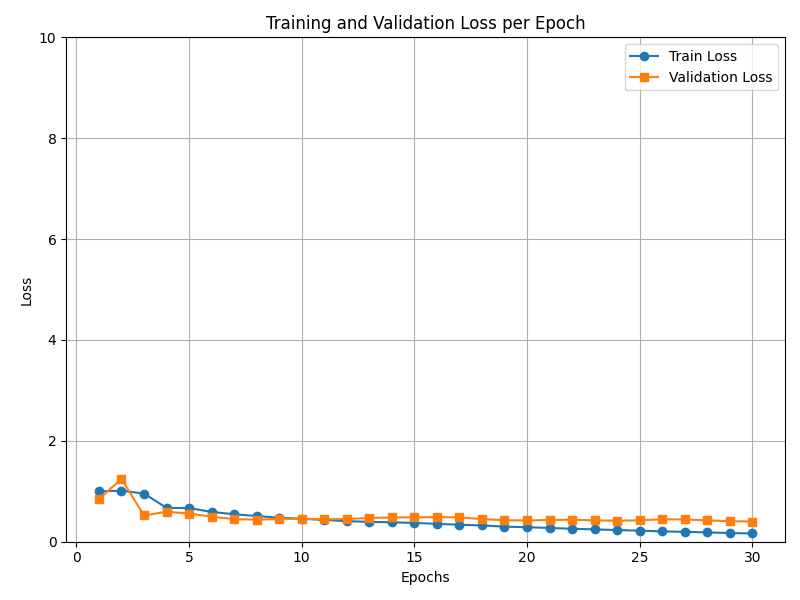 Training and Validation Loss per Epoch
Train Loss
Validation Loss
10
8
6
4
2
0
Loss
0 5 10 15 20 25 30
Epochs